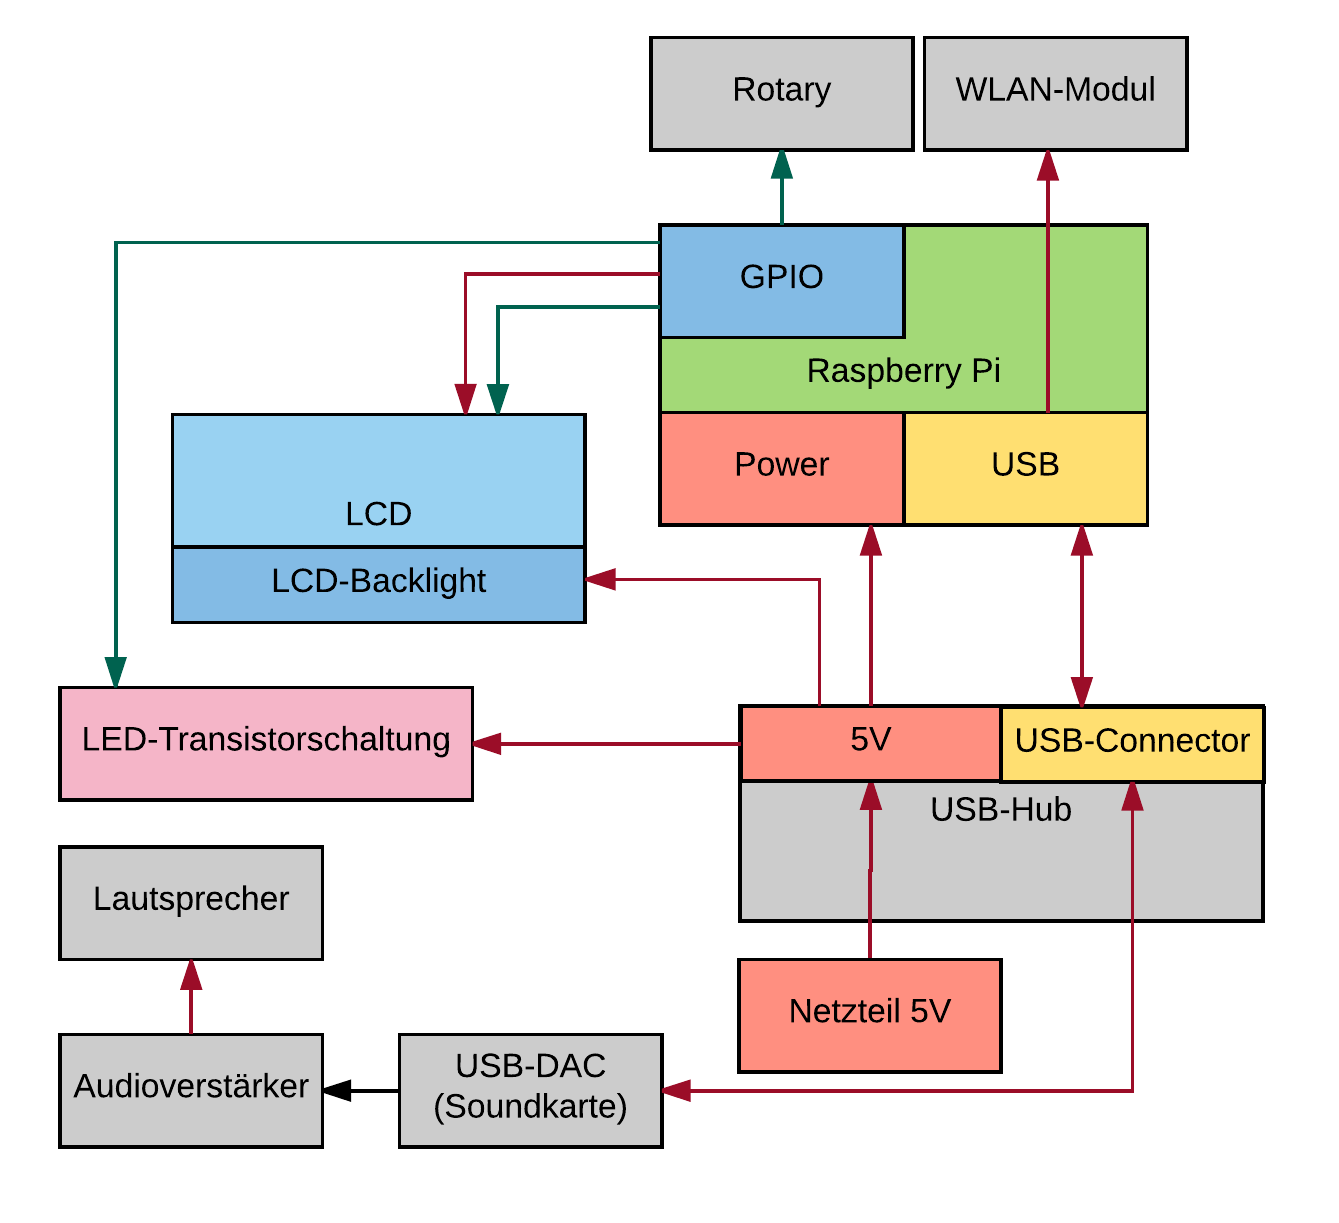 Rotary
WLAN-Modul
GPIO
Raspberry Pi
Power
USB
LCD
LCD-Backlight
LED-Transistorschaltung
5V
USB-Connector
USB-Hub
Lautsprecher
Netzteil 5V
Audioverstärker
USB-DAC
(Soundkarte)